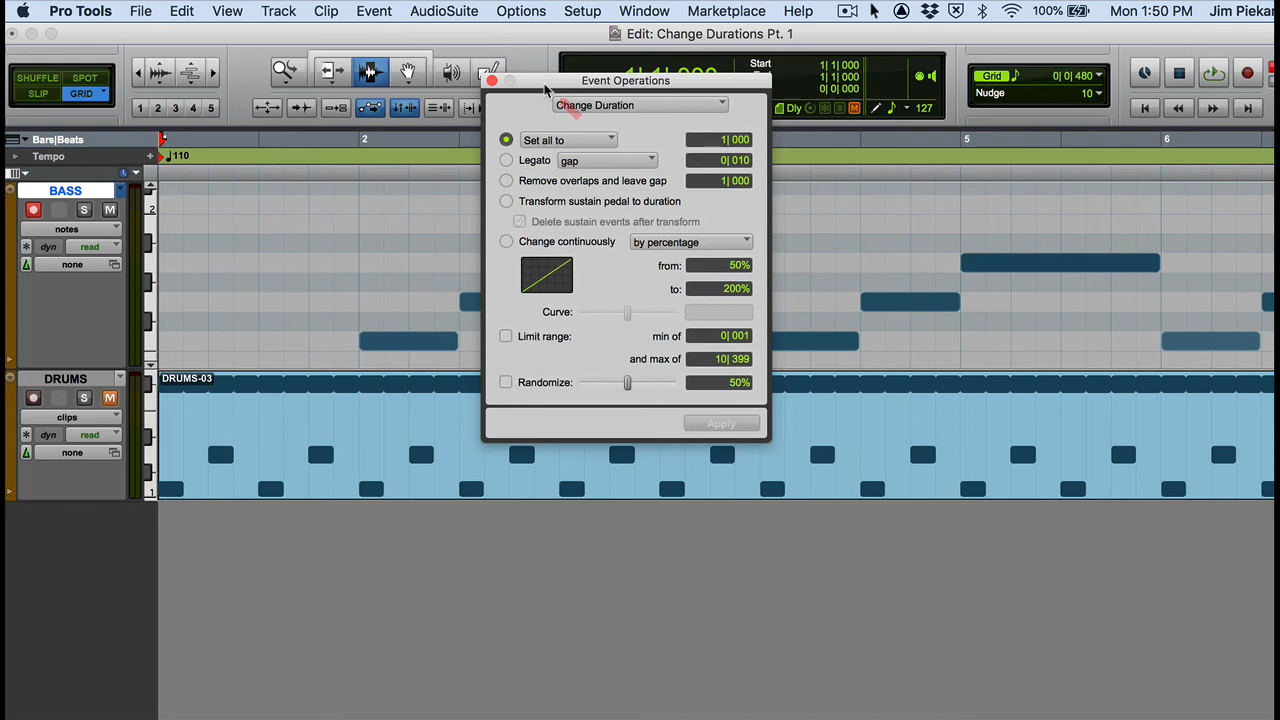 Pro Tools File Edit View Track Clip Event AudioSuite Options Setup Window Marketplace Help 100% Mon 1:50 PM Jim Piekar
Edit: Change Durations Pt. 1
SHUFFLE SPOT
SLIP GRID
1 2 3 4 5
Start
1| 1| 000
1| 1| 000
0| 0| 000
Dly M 127
Grid 0| 0| 480
Nudge 10
Event Operations
Change Duration
Set all to 1| 000
Legato gap 0| 010
Remove overlaps and leave gap 1| 000
Transform sustain pedal to duration
Delete sustain events after transform
Change continuously by percentage
from: 50%
to: 200%
Curve:
Limit range: min of 0| 001
and max of 10| 399
Randomize: 50%
Apply
Bars|Beats 2 5 6
Tempo 110
BASS
S M
notes
dyn read
none
2
DRUMS
S M
clips
dyn read
none
1
DRUMS-03